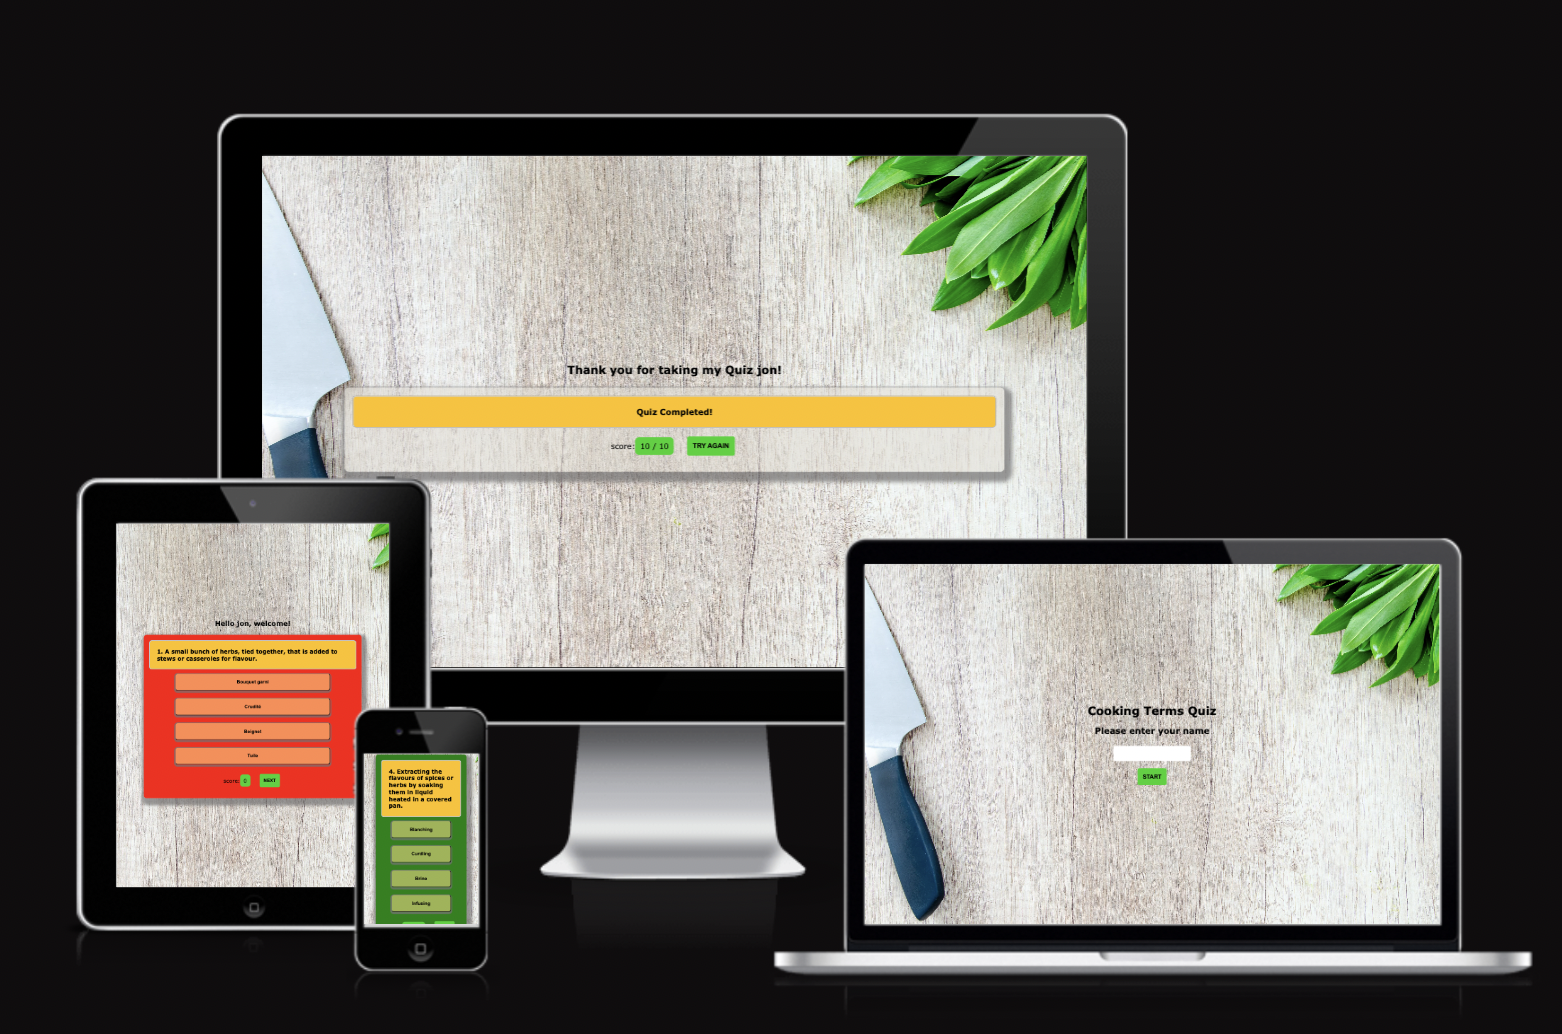 Thank you for taking my Quiz jon!
Quiz Completed!
score: 10 / 10 TRY AGAIN
Hello jon, welcome!
1. A small bunch of herbs, tied together, that is added to
stews or casseroles for flavour.
Bouquet garni
Crudité
Beignet
Tuile
score: 0 NEXT
4. Extracting the
flavours of spices or
herbs by soaking
them in liquid
heated in a covered
pan.
Blanching
Curdling
Brine
Infusing
Cooking Terms Quiz
Please enter your name
START